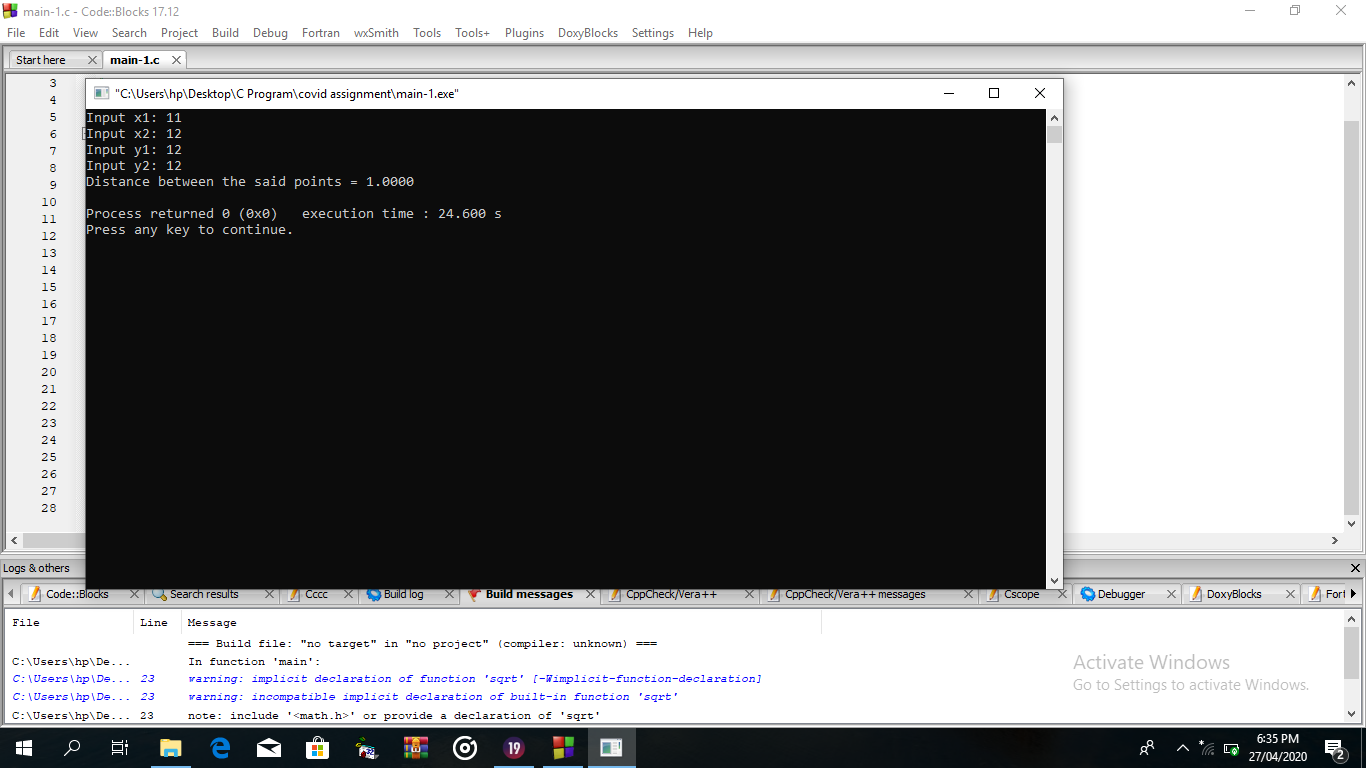 main-1.c - Code::Blocks 17.12
File Edit View Search Project Build Debug Fortran wxSmith Tools Tools+ Plugins DoxyBlocks Settings Help
Start here main-1.c
"C:\Users\hp\Desktop\C Program\covid assignment\main-1.exe"
3
4
5
6
7
8
9
10
11
12
13
14
15
16
17
18
19
20
21
22
23
24
25
26
27
28
Input x1: 11
Input x2: 12
Input y1: 12
Input y2: 12
Distance between the said points = 1.0000
Process returned 0 (0x0)   execution time : 24.600 s
Press any key to continue.
Logs & others
Code::Blocks Search results Cccc Build log Build messages CppCheck/Vera++ CppCheck/Vera++ messages Cscope Debugger DoxyBlocks Fort
File Line Message
=== Build file: "no target" in "no project" (compiler: unknown) ===
C:\Users\hp\De... In function 'main':
C:\Users\hp\De... 23 warning: implicit declaration of function 'sqrt' [-Wimplicit-function-declaration]
C:\Users\hp\De... 23 warning: incompatible implicit declaration of built-in function 'sqrt'
C:\Users\hp\De... 23 note: include '<math.h>' or provide a declaration of 'sqrt'
Activate Windows
Go to Settings to activate Windows.
19
6:35 PM
27/04/2020
2